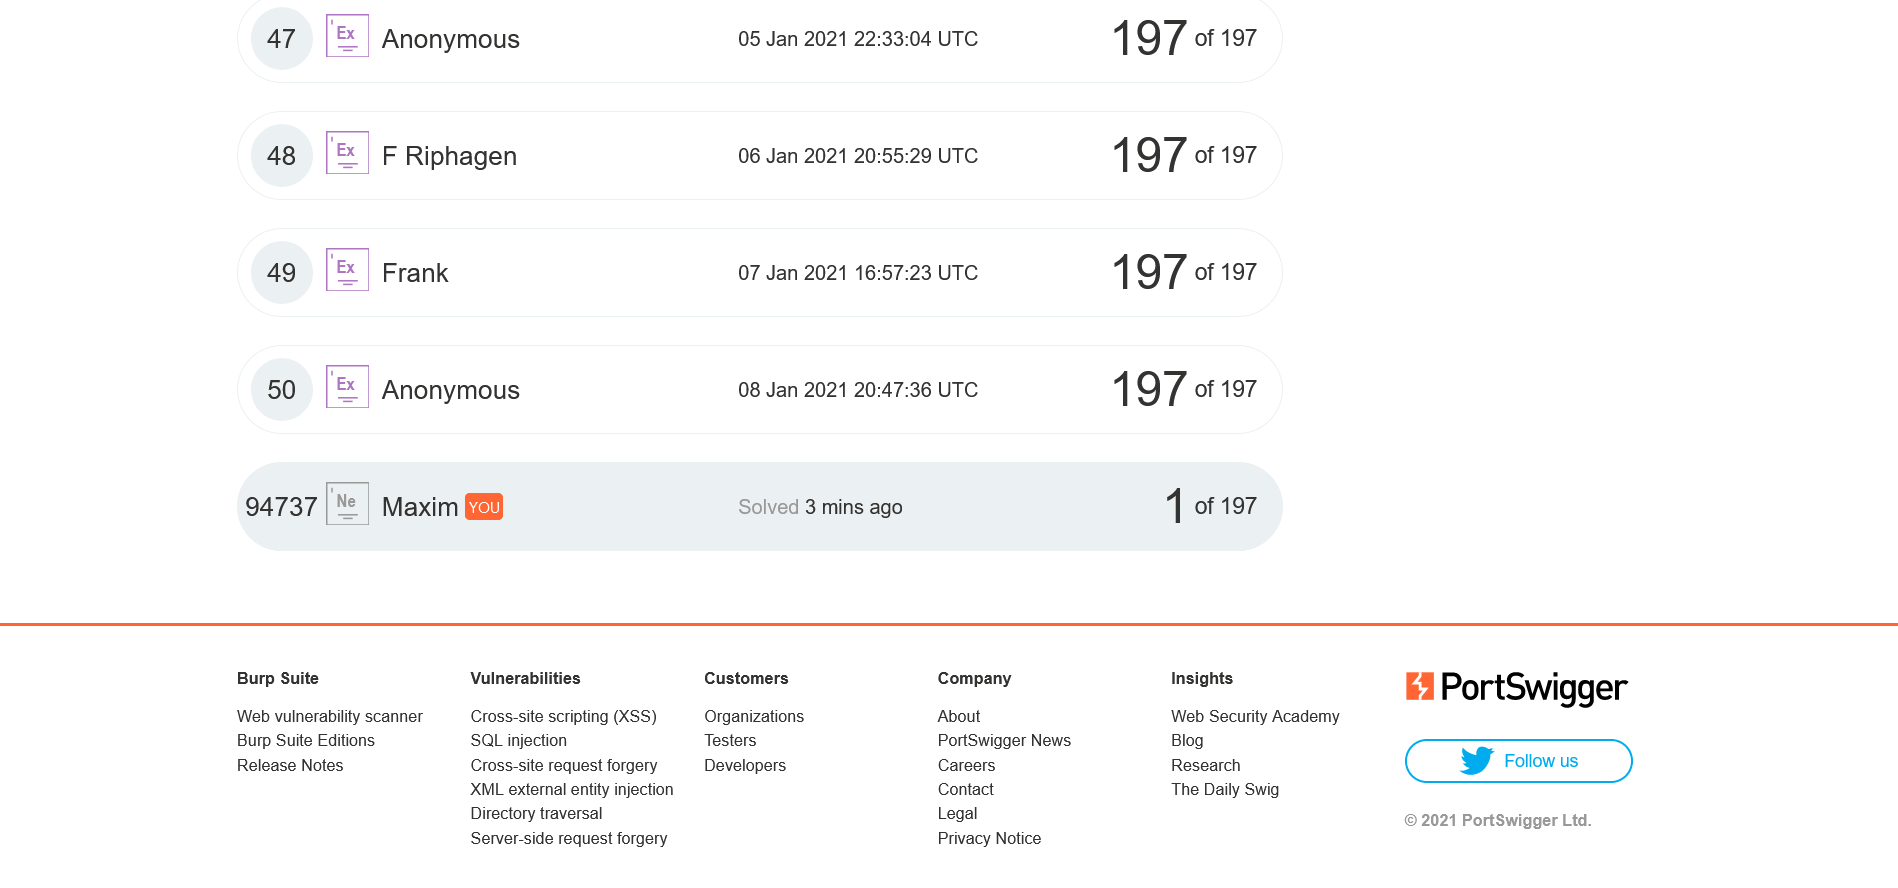 47 Ex Anonymous 05 Jan 2021 22:33:04 UTC 197 of 197
48 Ex F Riphagen 06 Jan 2021 20:55:29 UTC 197 of 197
49 Ex Frank 07 Jan 2021 16:57:23 UTC 197 of 197
50 Ex Anonymous 08 Jan 2021 20:47:36 UTC 197 of 197
94737 Ne Maxim YOU Solved 3 mins ago 1 of 197
Burp Suite
Web vulnerability scanner
Burp Suite Editions
Release Notes
Vulnerabilities
Cross-site scripting (XSS)
SQL injection
Cross-site request forgery
XML external entity injection
Directory traversal
Server-side request forgery
Customers
Organizations
Testers
Developers
Company
About
PortSwigger News
Careers
Contact
Legal
Privacy Notice
Insights
Web Security Academy
Blog
Research
The Daily Swig
PortSwigger
Follow us
© 2021 PortSwigger Ltd.